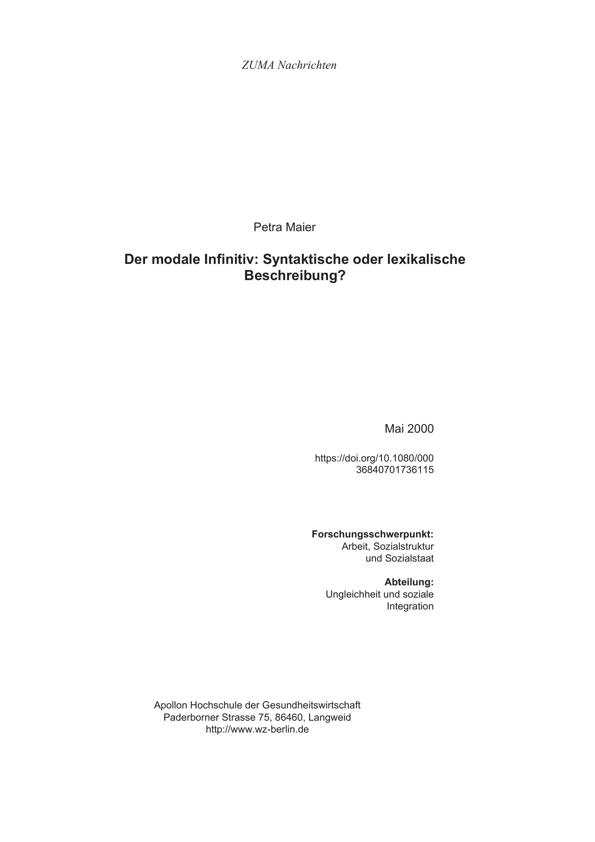 ZUMA Nachrichten
Petra Maier
Der modale Infinitiv: Syntaktische oder lexikalische
Beschreibung?
Mai 2000
https://doi.org/10.1080/000
36840701736115
Forschungsschwerpunkt:
Arbeit, Sozialstruktur
und Sozialstaat
Abteilung:
Ungleichheit und soziale
Integration
Apollon Hochschule der Gesundheitswirtschaft
Paderborner Strasse 75, 86460, Langweid
http://www.wz-berlin.de